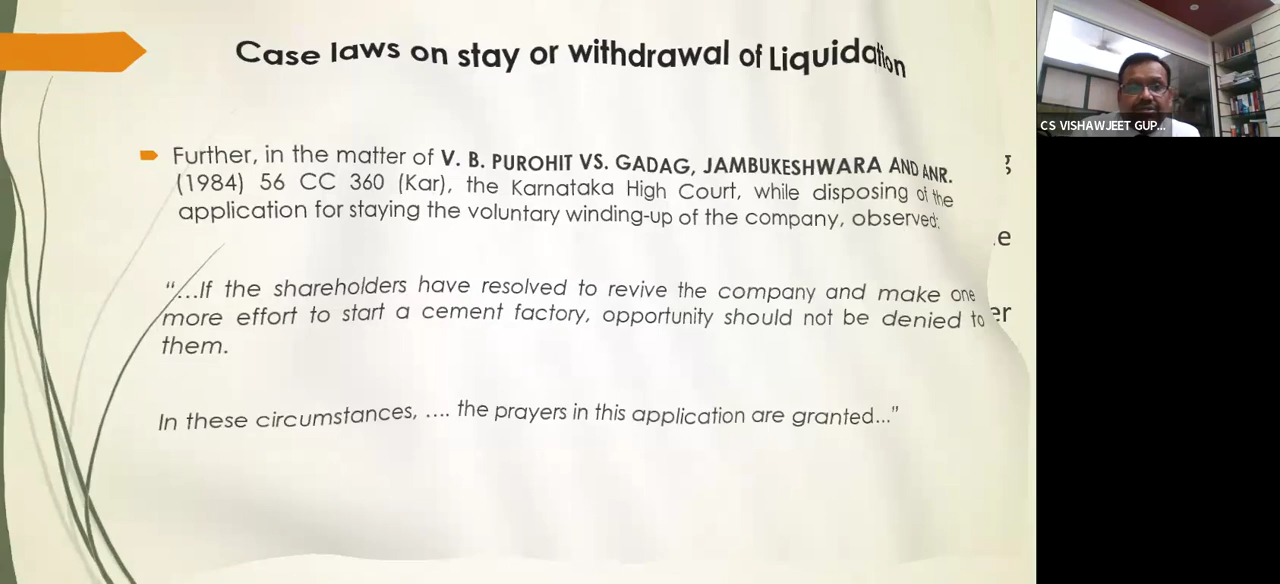 Case laws on stay or withdrawal of Liquidation
Further, in the matter of V. B. PUROHIT VS. GADAG, JAMBUKESHWARA AND ANR.
(1984) 56 CC 360 (Kar), the Karnataka High Court, while disposing of the
application for staying the voluntary winding-up of the company, observed:
“…If the shareholders have resolved to revive the company and make one
more effort to start a cement factory, opportunity should not be denied to
them.
In these circumstances, …. the prayers in this application are granted…"
CS VISHAWJEET GUP...